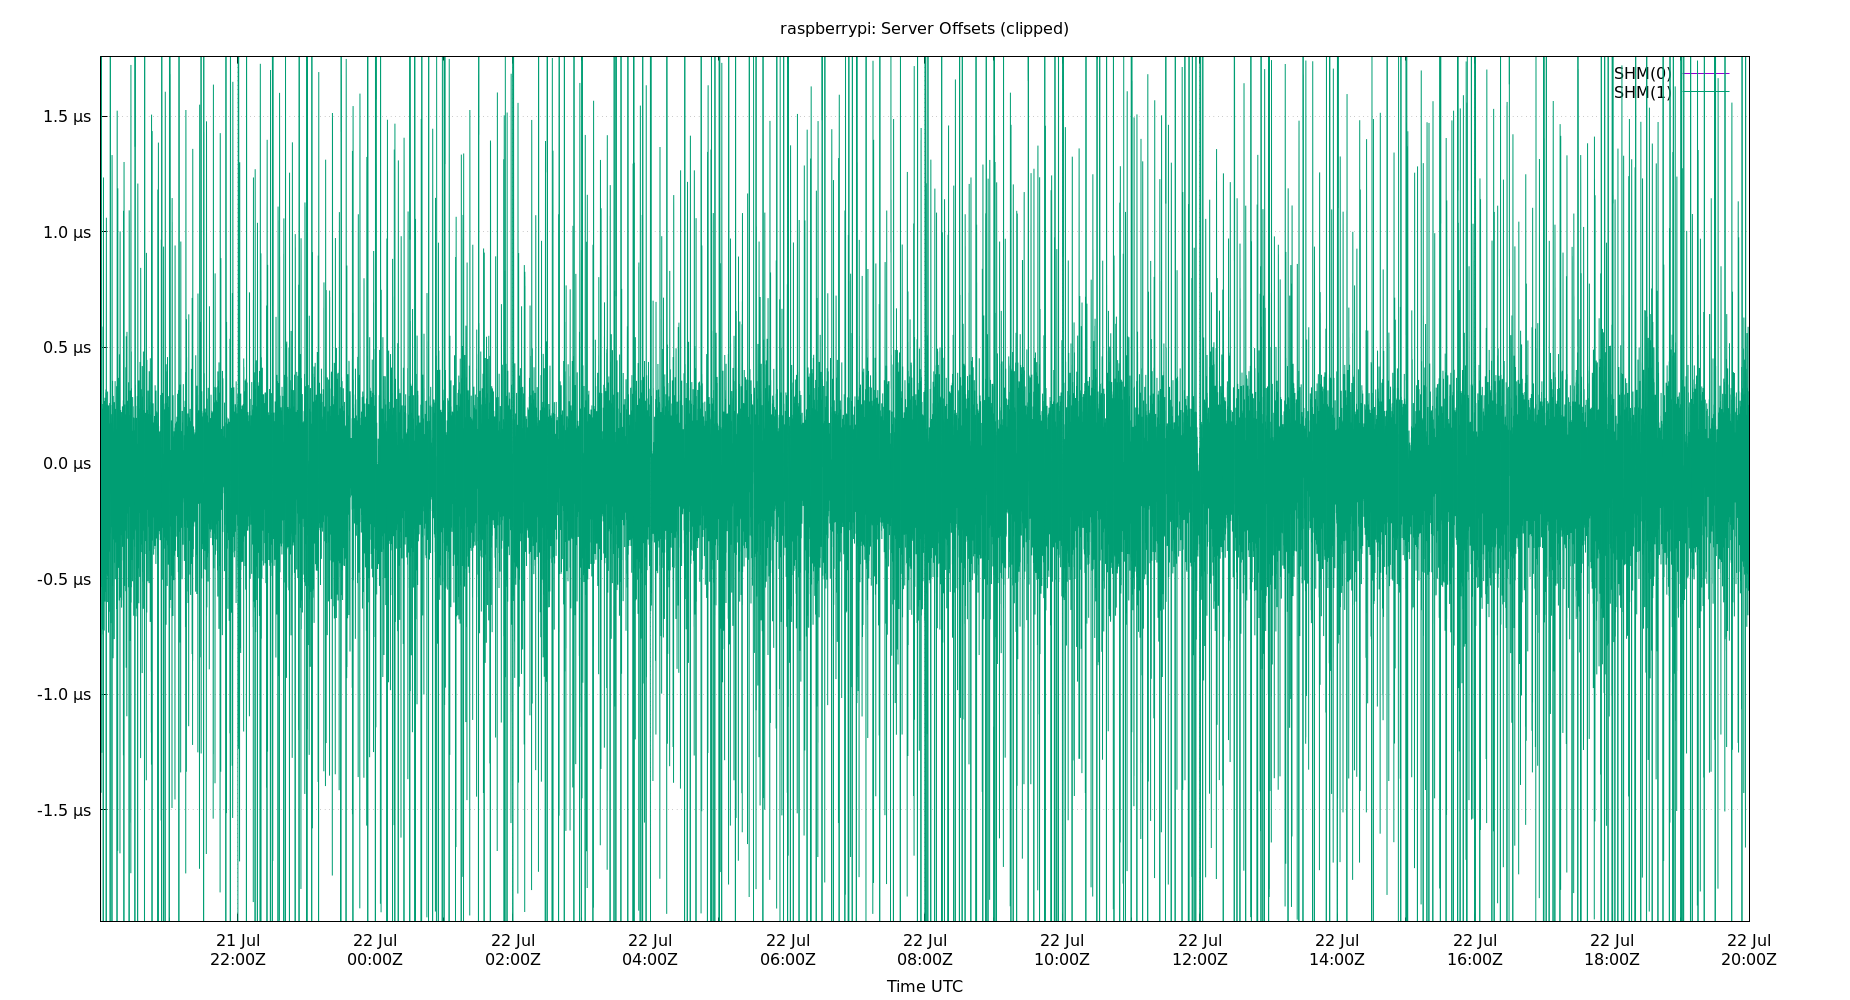 raspberrypi: Server Offsets (clipped)
SHM(0)
SHM(1)
1.5 µs
1.0 µs
0.5 µs
0.0 µs
-0.5 µs
-1.0 µs
-1.5 µs
21 Jul 22 Jul 22 Jul 22 Jul 22 Jul 22 Jul 22 Jul 22 Jul 22 Jul 22 Jul 22 Jul 22 Jul
22:00Z 00:00Z 02:00Z 04:00Z 06:00Z 08:00Z 10:00Z 12:00Z 14:00Z 16:00Z 18:00Z 20:00Z
Time UTC